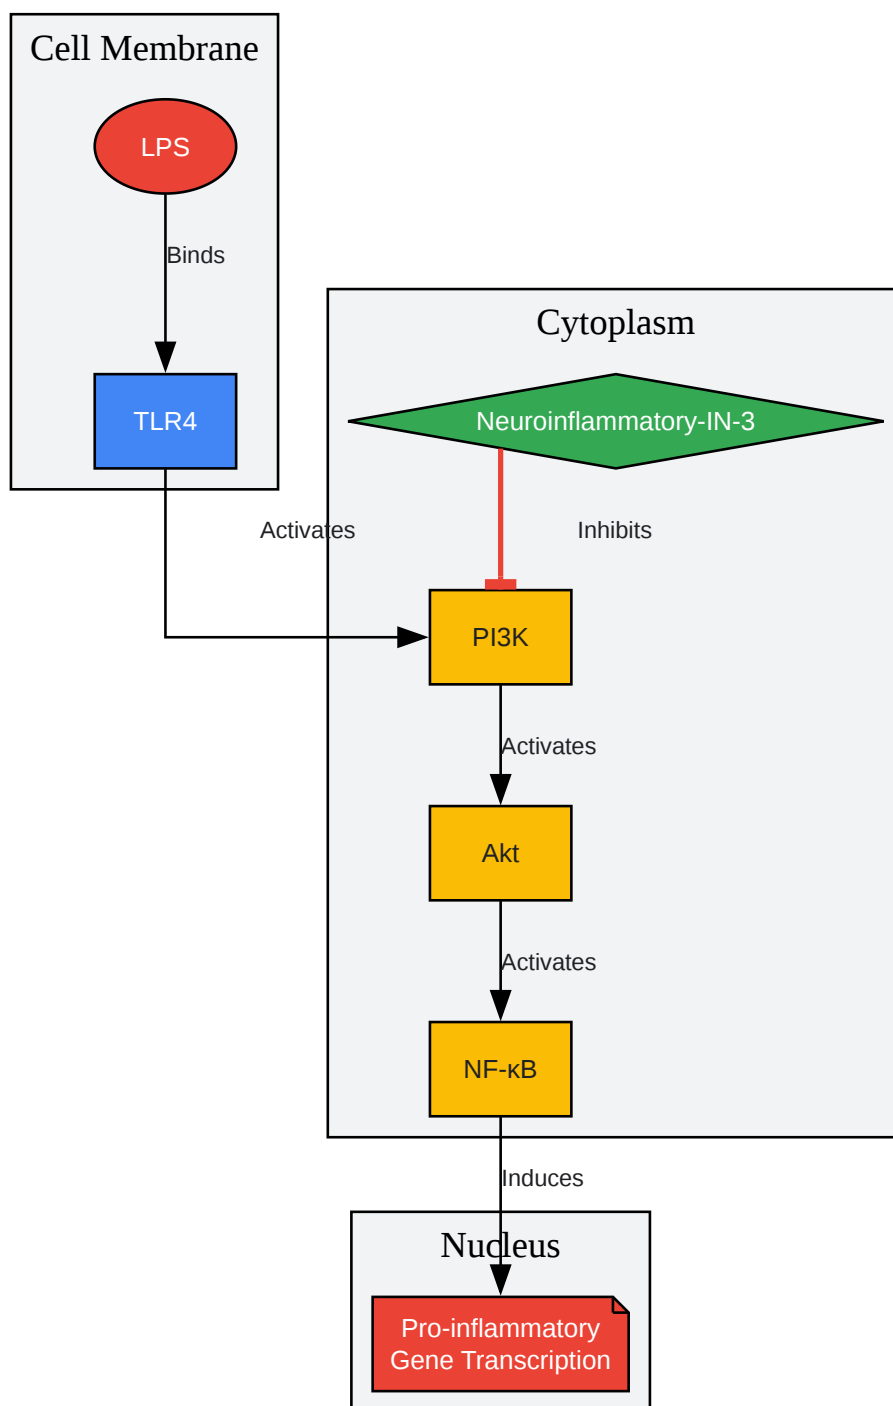 Cell Membrane
LPS
Binds
TLR4
Cytoplasm
Neuroinflammatory-IN-3
Activates
Inhibits
PI3K
Activates
Akt
Activates
NF-κB
Induces
Nucleus
Pro-inflammatory
Gene Transcription